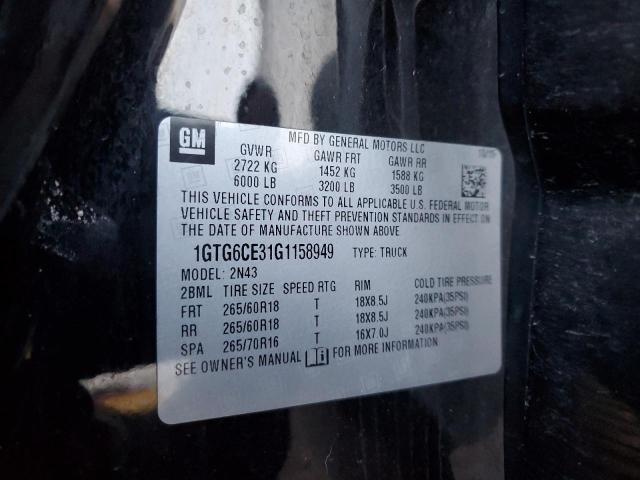 GM
MFD BY GENERAL MOTORS LLC
GVWR GAWR FRT GAWR RR
2722 KG 1452 KG 1588 KG
6000 LB 3200 LB 3500 LB
THIS VEHICLE CONFORMS TO ALL APPLICABLE U.S. FEDERAL MOTOR
VEHICLE SAFETY AND THEFT PREVENTION STANDARDS IN EFFECT ON
THE DATE OF MANUFACTURE SHOWN ABOVE
1GTG6CE31G1158949 TYPE: TRUCK
MODEL: 2N43
2BML TIRE SIZE SPEED RTG RIM COLD TIRE PRESSURE
FRT 265/60R18 T 18X8.5J 240KPA(35PSI)
RR 265/60R18 T 18X8.5J 240KPA(35PSI)
SPA 265/70R16 T 16X7.0J 240KPA(35PSI)
SEE OWNER'S MANUAL FOR MORE INFORMATION